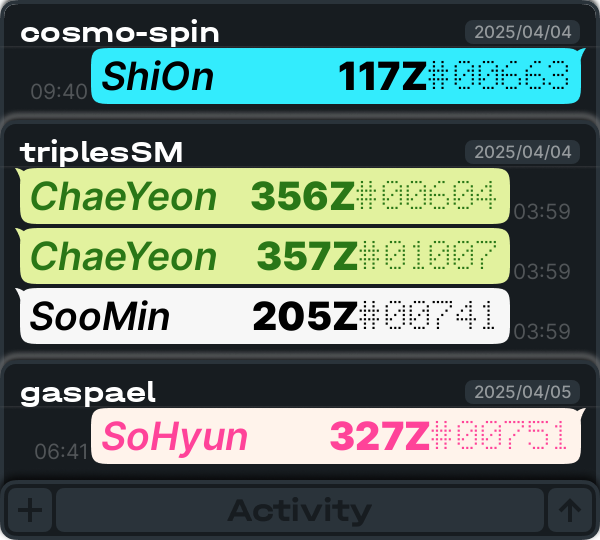 cosmo-spin 2025/04/04
09:40 ShiOn 117Z#00663
triplesSM 2025/04/04
ChaeYeon 356Z#00604 03:59
ChaeYeon 357Z#01007 03:59
SooMin 205Z#00741 03:59
gaspael 2025/04/05
06:41 SoHyun 327Z#00751
+ Activity ↑